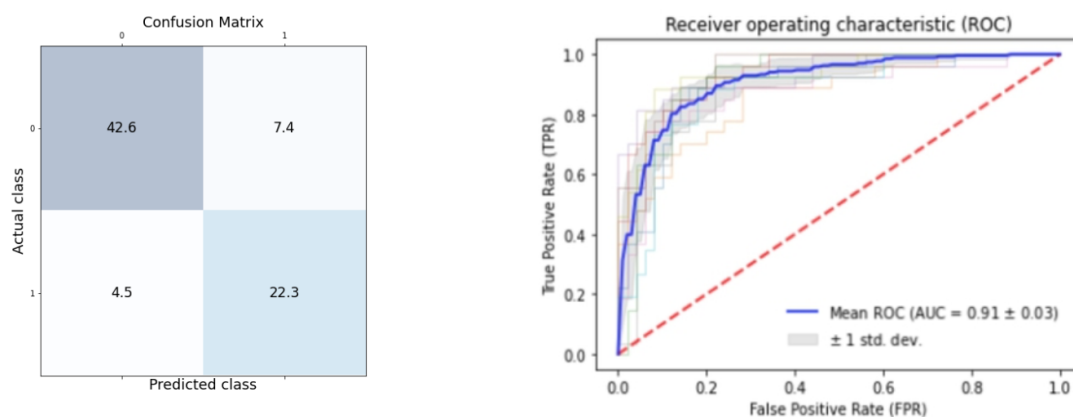 Confusion Matrix
0
1
0
42.6
7.4
Actual class
1
4.5
22.3
Predicted class
Receiver operating characteristic (ROC)
1.0
0.8
0.6
0.4
0.2
0.0
True Positive Rate (TPR)
Mean ROC (AUC = 0.91 ± 0.03)
± 1 std. dev.
0.0
0.2
0.4
0.6
0.8
1.0
False Positive Rate (FPR)